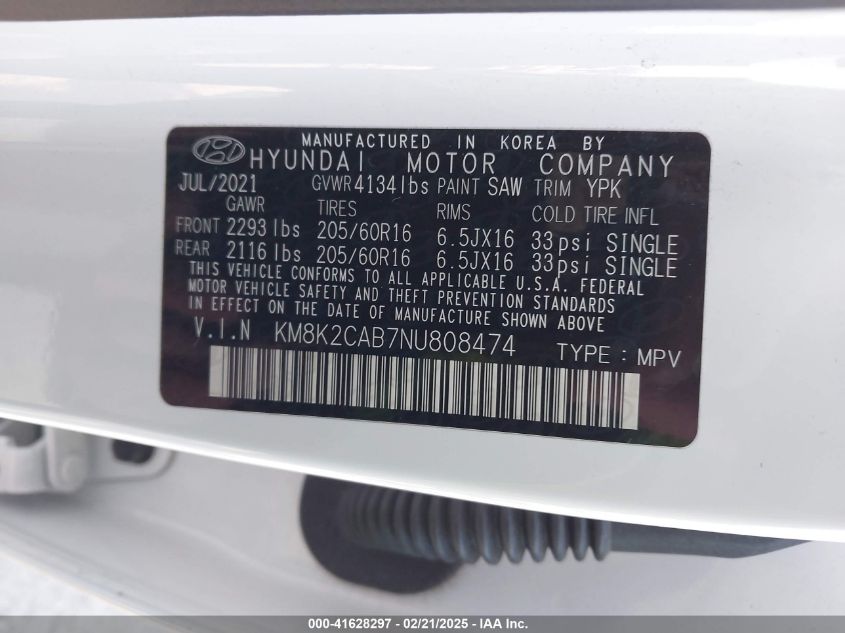 MANUFACTURED IN KOREA BY
HYUNDAI MOTOR COMPANY
JUL/2021 GVWR 4134lbs PAINT SAW TRIM YPK
GAWR TIRES RIMS COLD TIRE INFL
FRONT 2293 lbs 205/60R16 6.5JX16 33psi SINGLE
REAR 2116 lbs 205/60R16 6.5JX16 33psi SINGLE
THIS VEHICLE CONFORMS TO ALL APPLICABLE U.S.A. FEDERAL
MOTOR VEHICLE SAFETY AND THEFT PREVENTION STANDARDS
IN EFFECT ON THE DATE OF MANUFACTURE SHOWN ABOVE
V.I.N KM8K2CAB7NU808474 TYPE : MPV
000-41628297 - 02/21/2025 - IAA Inc.